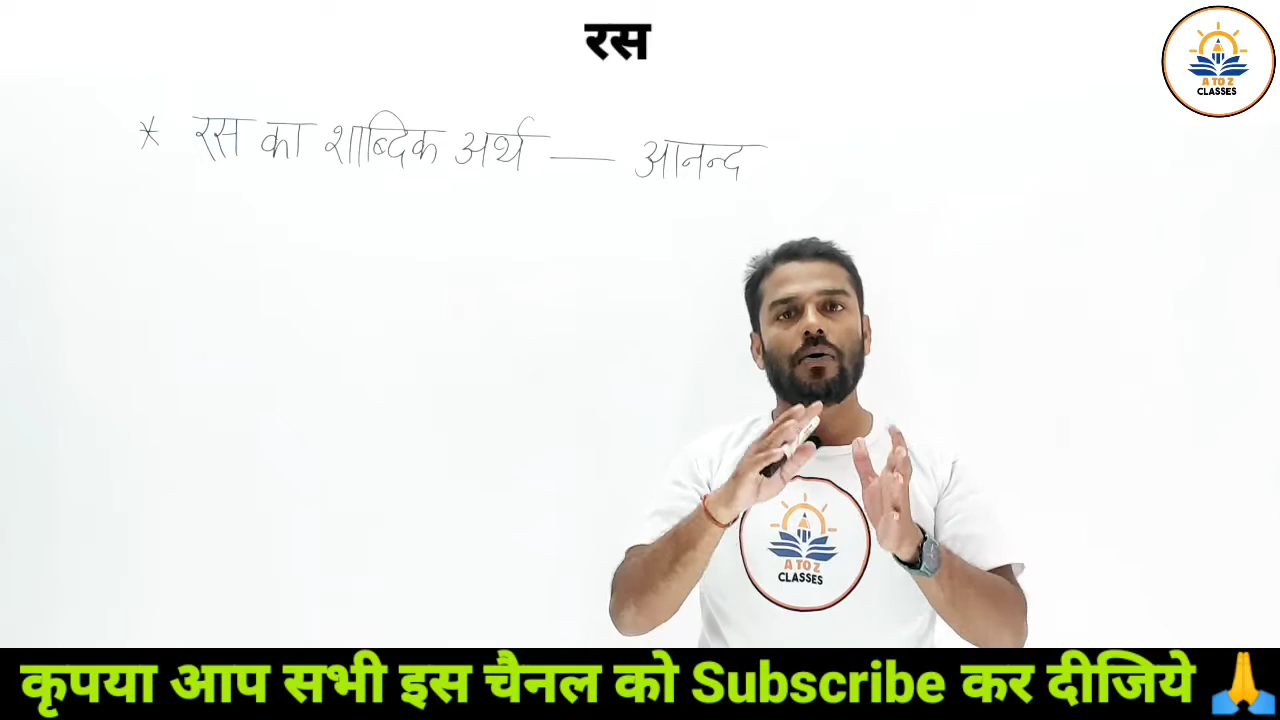 रस
A TO Z
CLASSES
* रस का शाब्दिक अर्थ — आनन्द
A TO Z
CLASSES
कृपया आप सभी इस चैनल को Subscribe कर दीजिये 🙏